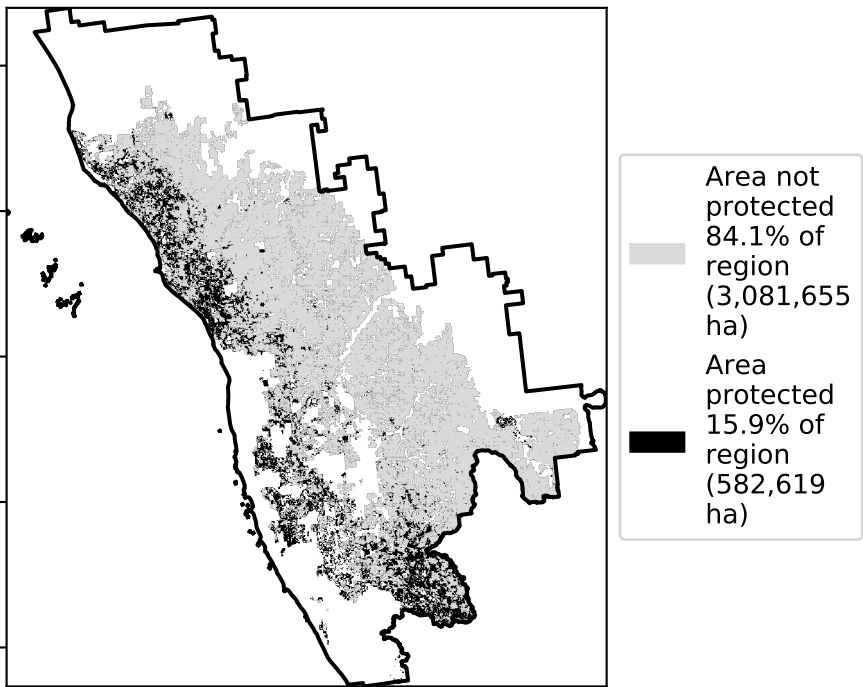 Area not
protected
84.1% of
region
(3,081,655
ha)
Area
protected
15.9% of
region
(582,619
ha)